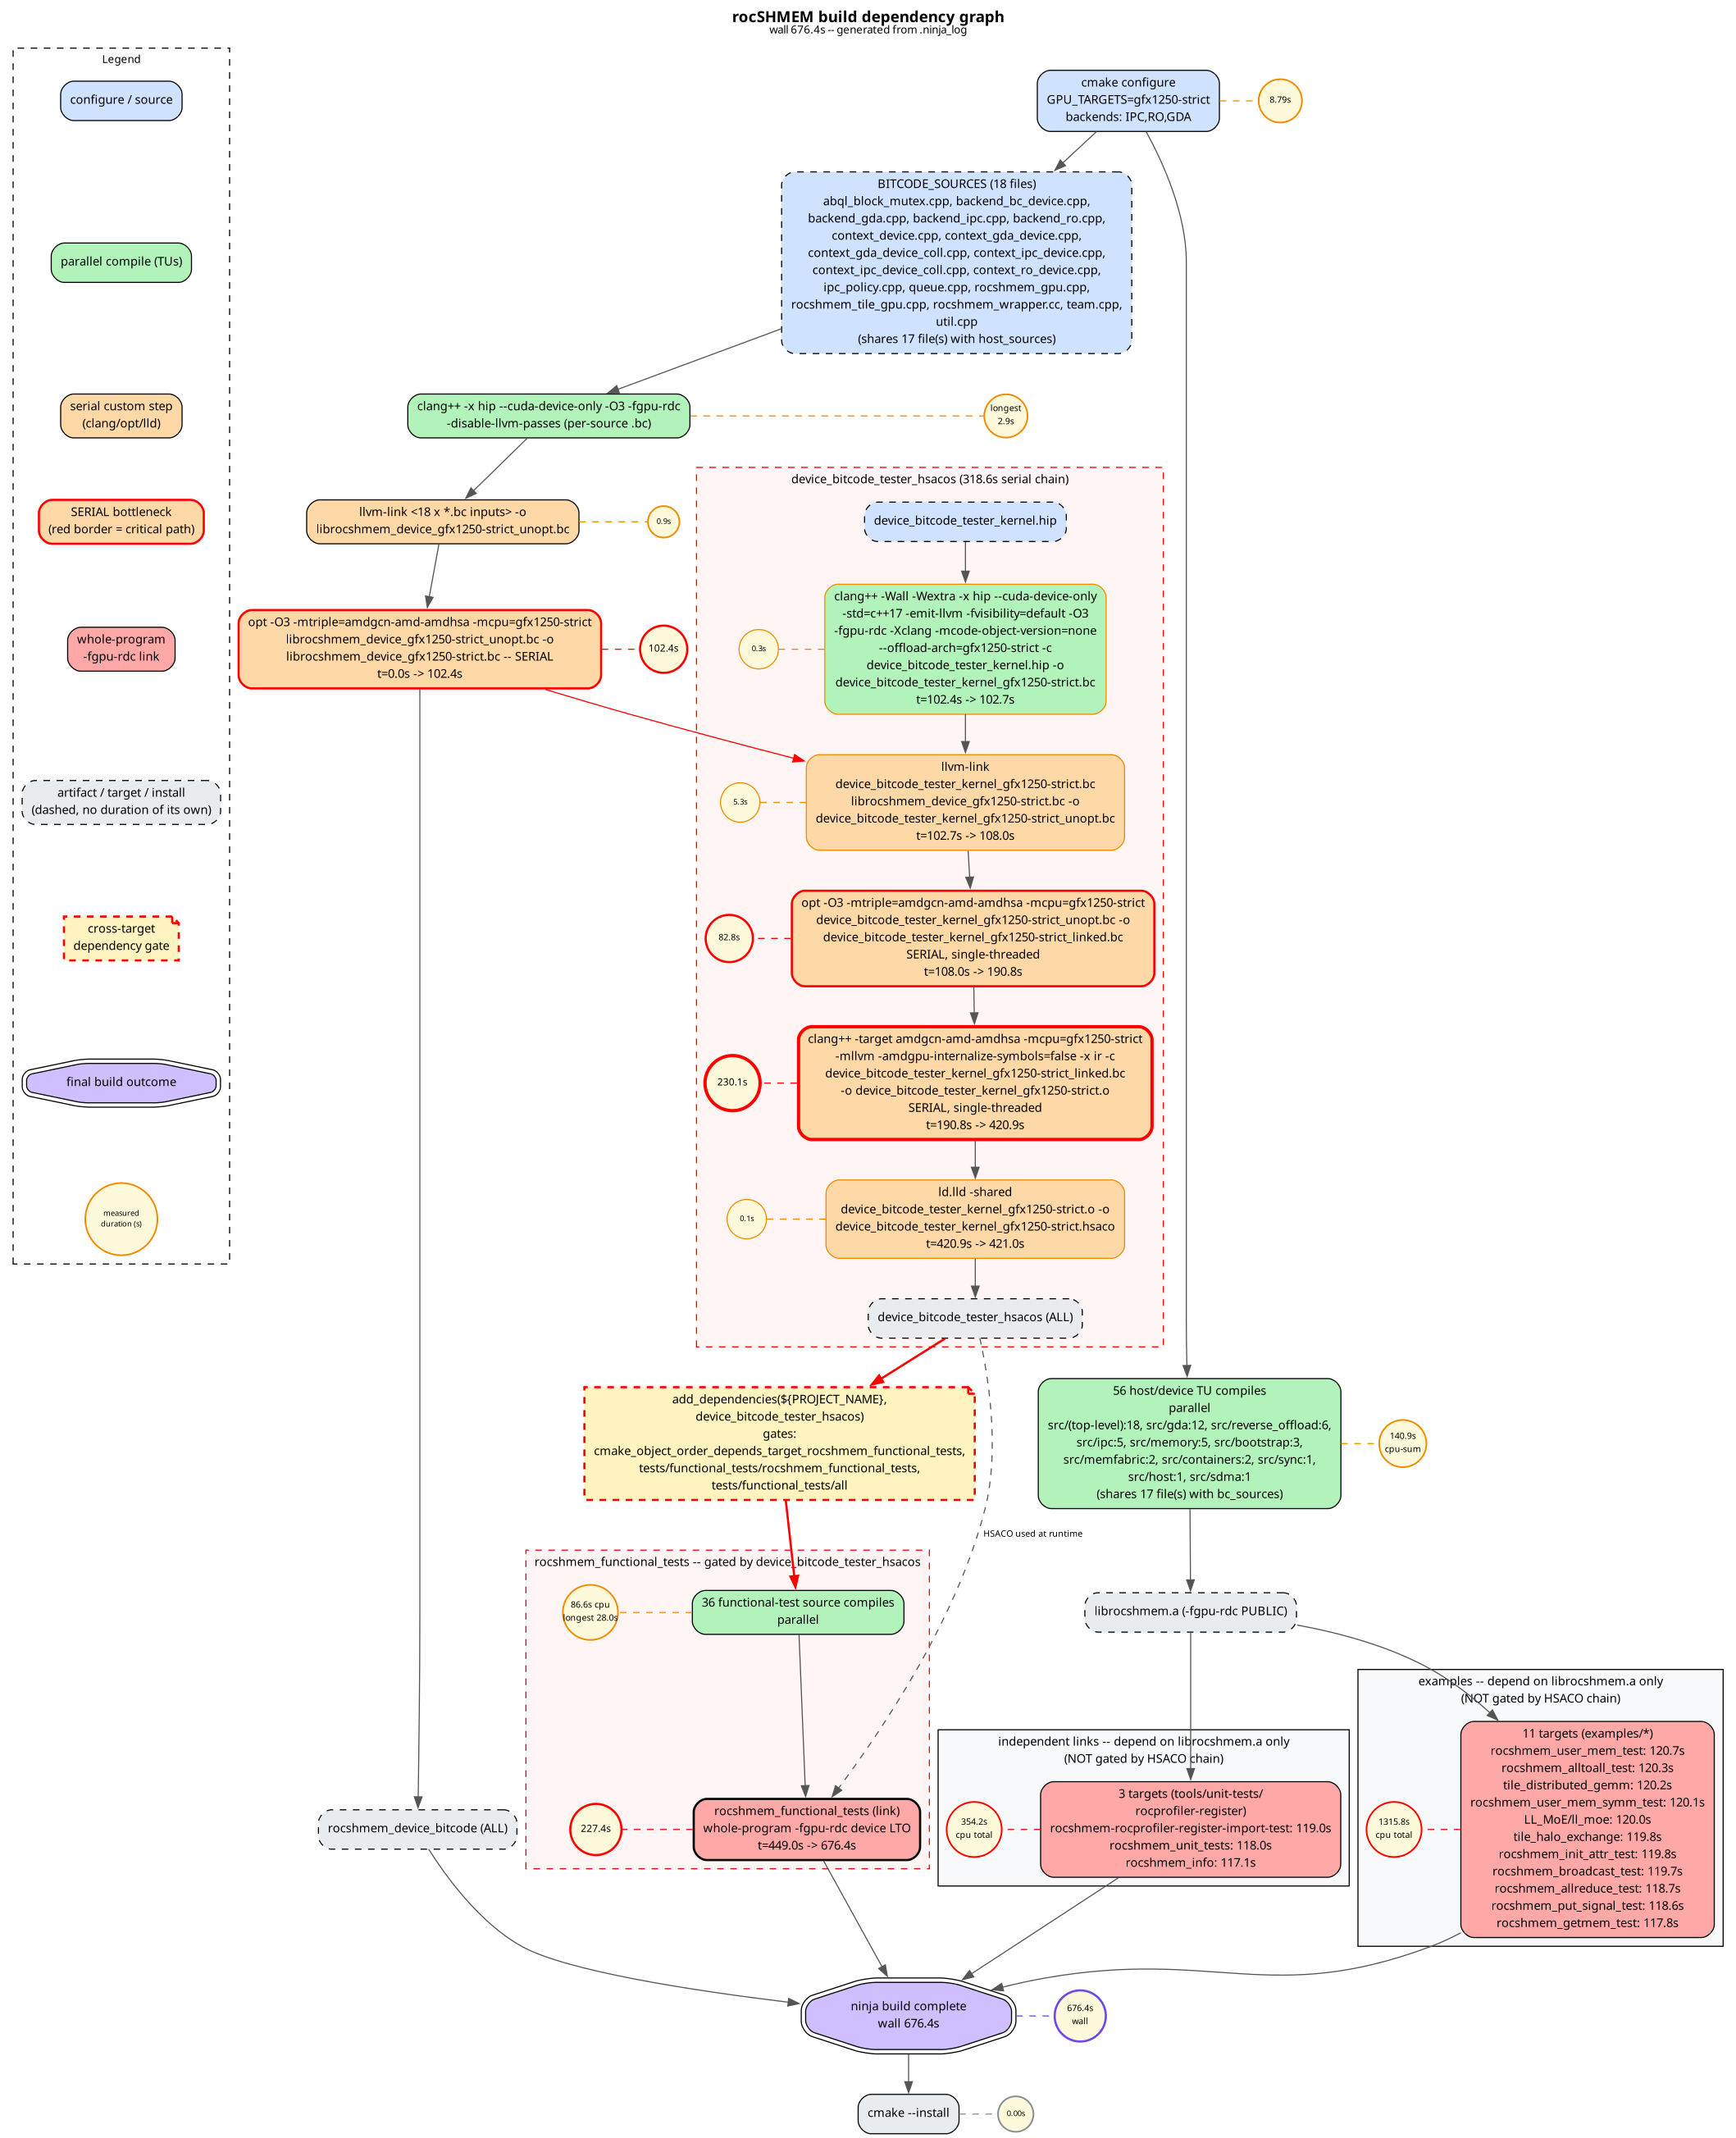 rocSHMEM build dependency graph
wall 676.4s -- generated from .ninja_log
Legend
configure / source
parallel compile (TUs)
serial custom step
(clang/opt/lld)
SERIAL bottleneck
(red border = critical path)
whole-program
-fgpu-rdc link
artifact / target / install
(dashed, no duration of its own)
cross-target
dependency gate
final build outcome
measured
duration (s)
cmake configure
GPU_TARGETS=gfx1250-strict
backends: IPC,RO,GDA
8.79s
BITCODE_SOURCES (18 files)
abql_block_mutex.cpp, backend_bc_device.cpp,
backend_gda.cpp, backend_ipc.cpp, backend_ro.cpp,
context_device.cpp, context_gda_device.cpp,
context_gda_device_coll.cpp, context_ipc_device.cpp,
context_ipc_device_coll.cpp, context_ro_device.cpp,
ipc_policy.cpp, queue.cpp, rocshmem_gpu.cpp,
rocshmem_tile_gpu.cpp, rocshmem_wrapper.cc, team.cpp,
util.cpp
(shares 17 file(s) with host_sources)
clang++ -x hip --cuda-device-only -O3 -fgpu-rdc
-disable-llvm-passes (per-source .bc)
longest
2.9s
llvm-link <18 x *.bc inputs> -o
librocshmem_device_gfx1250-strict_unopt.bc
0.9s
opt -O3 -mtriple=amdgcn-amd-amdhsa -mcpu=gfx1250-strict
librocshmem_device_gfx1250-strict_unopt.bc -o
librocshmem_device_gfx1250-strict.bc -- SERIAL
t=0.0s -> 102.4s
102.4s
device_bitcode_tester_hsacos (318.6s serial chain)
device_bitcode_tester_kernel.hip
clang++ -Wall -Wextra -x hip --cuda-device-only
-std=c++17 -emit-llvm -fvisibility=default -O3
-fgpu-rdc -Xclang -mcode-object-version=none
--offload-arch=gfx1250-strict -c
device_bitcode_tester_kernel.hip -o
device_bitcode_tester_kernel_gfx1250-strict.bc
t=102.4s -> 102.7s
0.3s
llvm-link
device_bitcode_tester_kernel_gfx1250-strict.bc
librocshmem_device_gfx1250-strict.bc -o
device_bitcode_tester_kernel_gfx1250-strict_unopt.bc
t=102.7s -> 108.0s
5.3s
opt -O3 -mtriple=amdgcn-amd-amdhsa -mcpu=gfx1250-strict
device_bitcode_tester_kernel_gfx1250-strict_unopt.bc -o
device_bitcode_tester_kernel_gfx1250-strict_linked.bc
SERIAL, single-threaded
t=108.0s -> 190.8s
82.8s
clang++ -target amdgcn-amd-amdhsa -mcpu=gfx1250-strict
-mllvm -amdgpu-internalize-symbols=false -x ir -c
device_bitcode_tester_kernel_gfx1250-strict_linked.bc
-o device_bitcode_tester_kernel_gfx1250-strict.o
SERIAL, single-threaded
t=190.8s -> 420.9s
230.1s
ld.lld -shared
device_bitcode_tester_kernel_gfx1250-strict.o -o
device_bitcode_tester_kernel_gfx1250-strict.hsaco
t=420.9s -> 421.0s
0.1s
device_bitcode_tester_hsacos (ALL)
add_dependencies(${PROJECT_NAME},
device_bitcode_tester_hsacos)
gates:
cmake_object_order_depends_target_rocshmem_functional_tests,
tests/functional_tests/rocshmem_functional_tests,
tests/functional_tests/all
56 host/device TU compiles
parallel
src/(top-level):18, src/gda:12, src/reverse_offload:6,
src/ipc:5, src/memory:5, src/bootstrap:3,
src/memfabric:2, src/containers:2, src/sync:1,
src/host:1, src/sdma:1
(shares 17 file(s) with bc_sources)
140.9s
cpu-sum
HSACO used at runtime
rocshmem_functional_tests -- gated by device_bitcode_tester_hsacos
36 functional-test source compiles
parallel
86.6s cpu
longest 28.0s
rocshmem_functional_tests (link)
whole-program -fgpu-rdc device LTO
t=449.0s -> 676.4s
227.4s
librocshmem.a (-fgpu-rdc PUBLIC)
independent links -- depend on librocshmem.a only
(NOT gated by HSACO chain)
3 targets (tools/unit-tests/
rocprofiler-register)
rocshmem-rocprofiler-register-import-test: 119.0s
rocshmem_unit_tests: 118.0s
rocshmem_info: 117.1s
354.2s
cpu total
examples -- depend on librocshmem.a only
(NOT gated by HSACO chain)
11 targets (examples/*)
rocshmem_user_mem_test: 120.7s
rocshmem_alltoall_test: 120.3s
tile_distributed_gemm: 120.2s
rocshmem_user_mem_symm_test: 120.1s
LL_MoE/ll_moe: 120.0s
tile_halo_exchange: 119.8s
rocshmem_init_attr_test: 119.8s
rocshmem_broadcast_test: 119.7s
rocshmem_allreduce_test: 118.7s
rocshmem_put_signal_test: 118.6s
rocshmem_getmem_test: 117.8s
1315.8s
cpu total
rocshmem_device_bitcode (ALL)
ninja build complete
wall 676.4s
676.4s
wall
cmake --install
0.00s